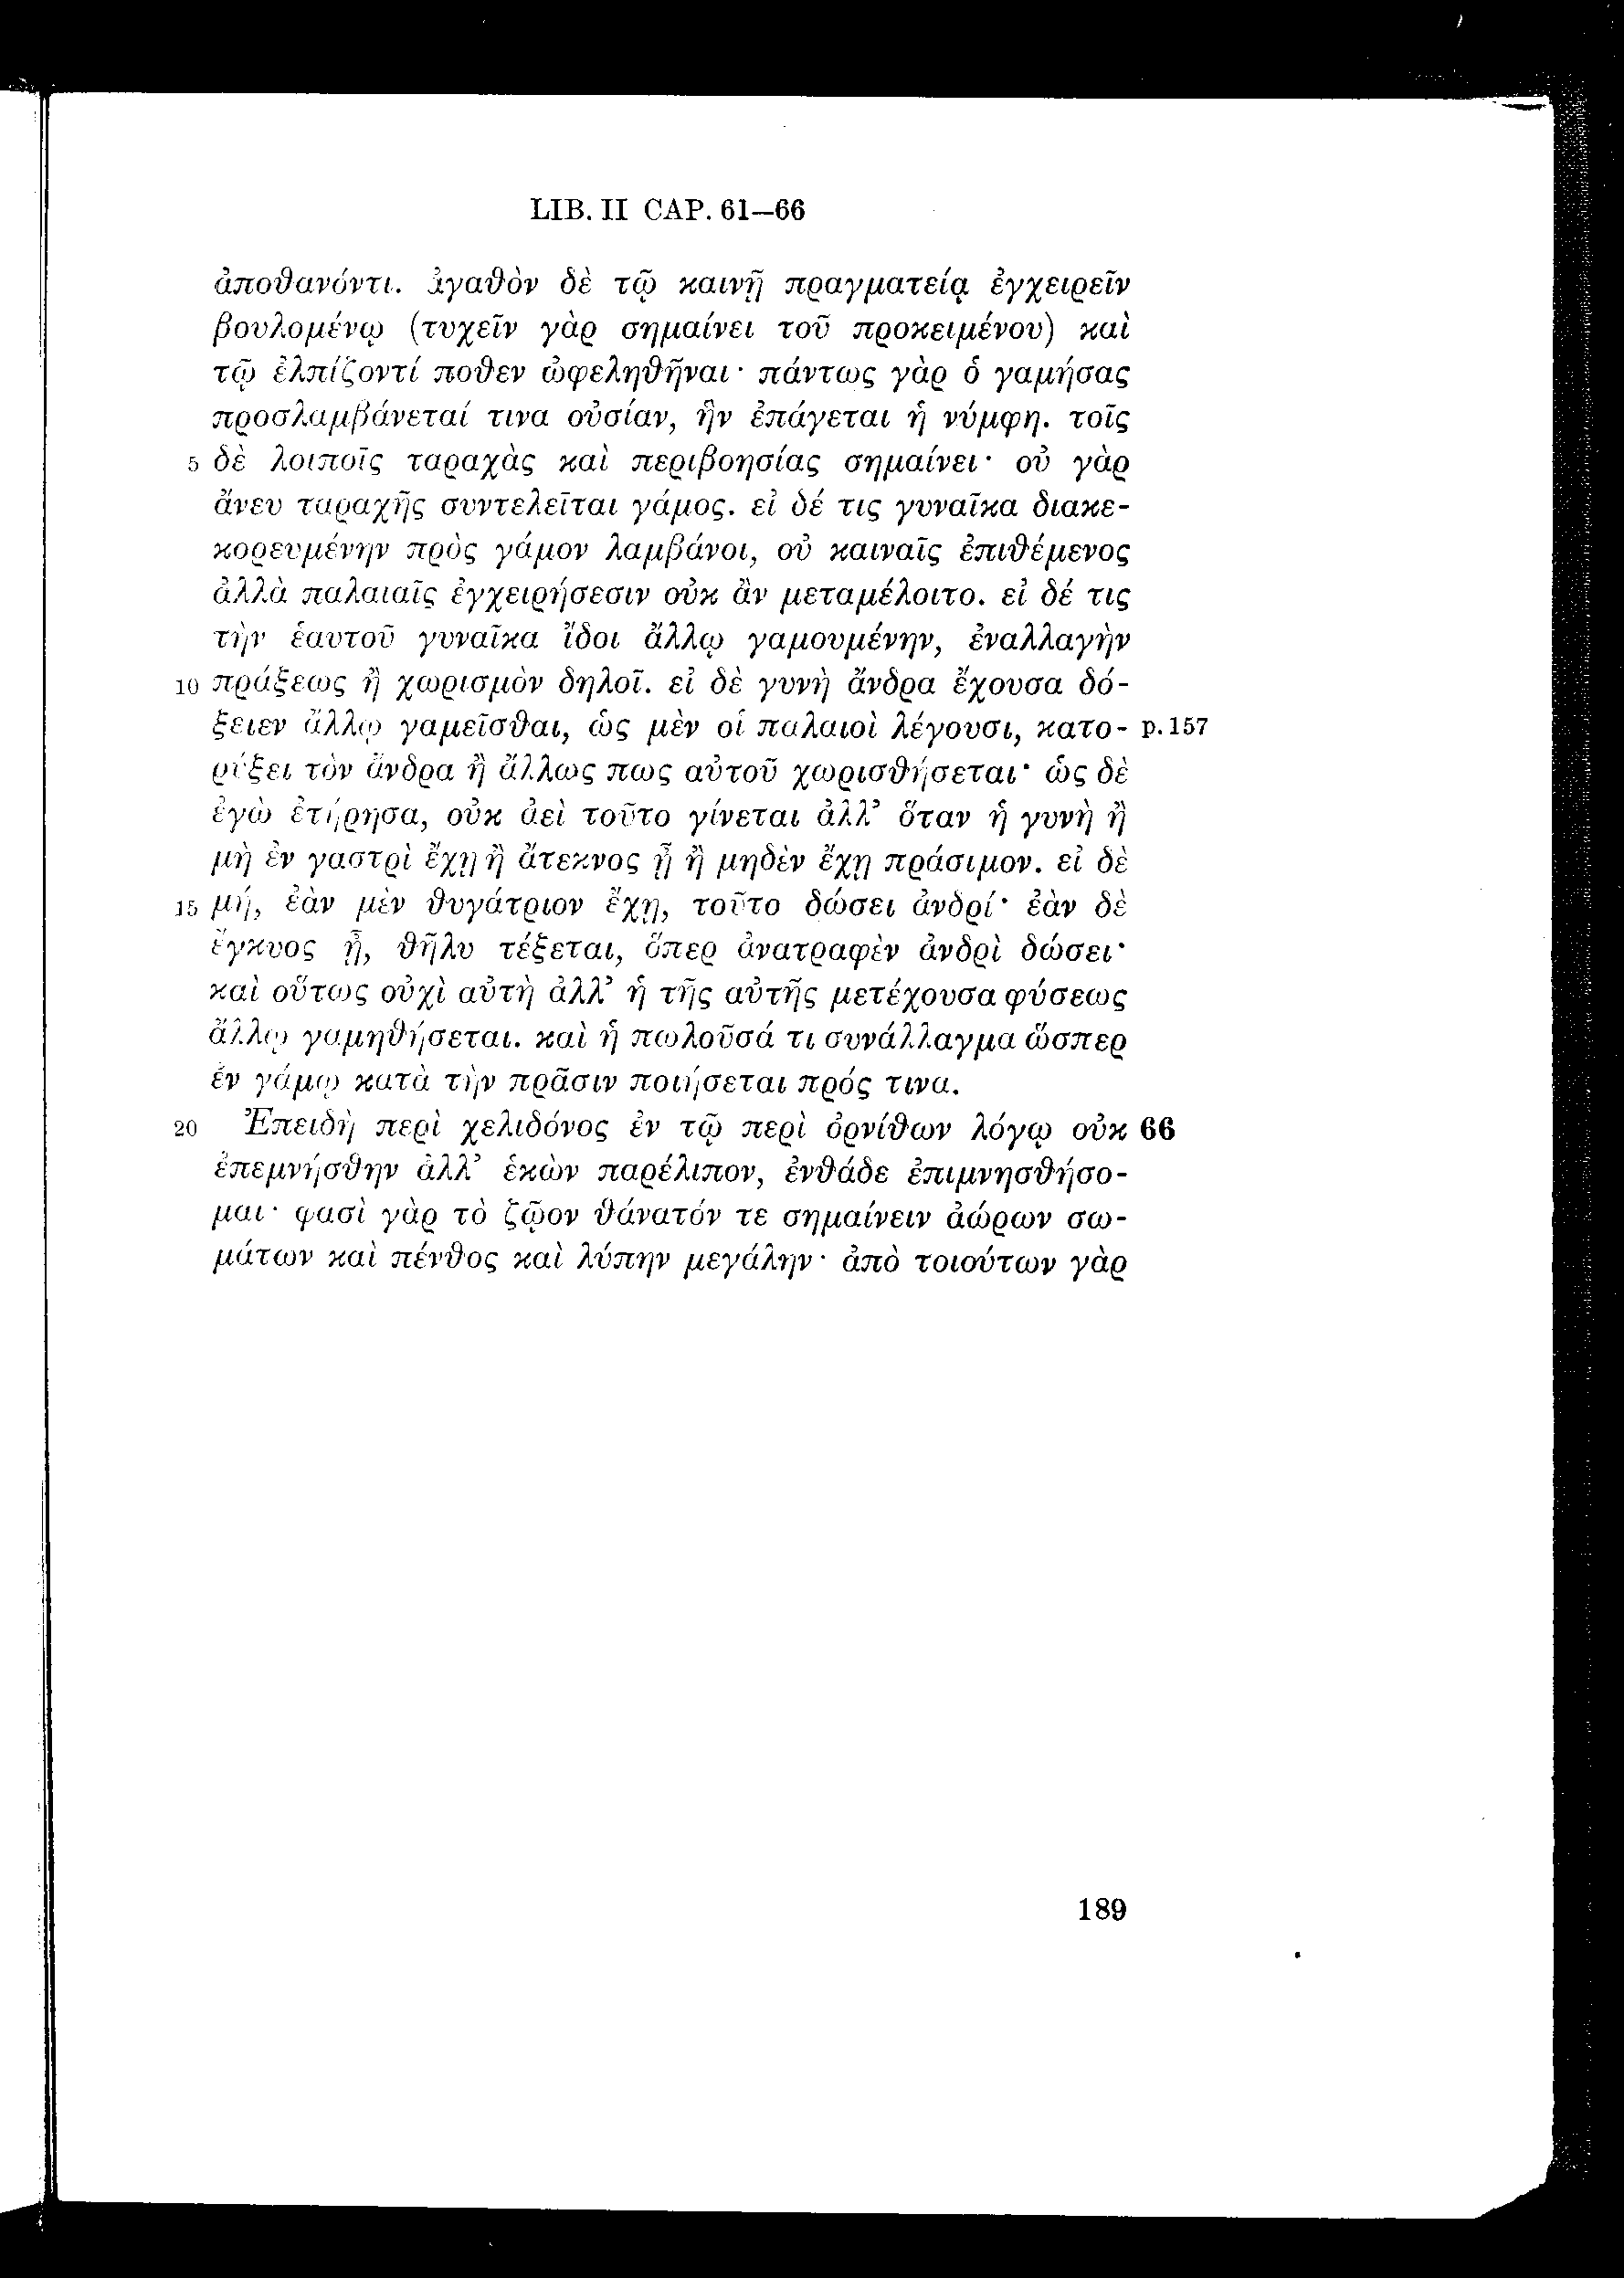 LIB. II CAP. 61—66
ἀποθανόντι. ἀγαθὸν δὲ τῷ καινῇ πραγματείᾳ ἐγχειρεῖν
βουλομένῳ (τυχεῖν γὰρ σημαίνει τοῦ προκειμένου) καὶ
τῷ ἐλπίζοντί ποθεν ὠφεληθῆναι· πάντως γὰρ ὁ γαμήσας
προσλαμβάνεταί τινα οὐσίαν, ἣν ἐπάγεται ἡ νύμφη. τοῖς
5 δὲ λοιποῖς ταραχὰς καὶ περιβοησίας σημαίνει· οὐ γὰρ
ἄνευ ταραχῆς συντελεῖται γάμος. εἰ δέ τις γυναῖκα διακε-
κορευμένην πρὸς γάμον λαμβάνοι, οὐ καιναῖς ἐπιθέμενος
ἀλλὰ παλαιαῖς ἐγχειρήσεσιν οὐκ ἂν μεταμέλοιτο. εἰ δέ τις
τὴν ἑαυτοῦ γυναῖκα ἴδοι ἄλλῳ γαμουμένην, ἐναλλαγὴν
10 πράξεως ἢ χωρισμὸν δηλοῖ. εἰ δὲ γυνὴ ἄνδρα ἔχουσα δό-
ξειεν ἄλλῳ γαμεῖσθαι, ὡς μὲν οἱ παλαιοὶ λέγουσι, κατο- p. 157
ρύξει τὸν ἄνδρα ἢ ἄλλως πως αὐτοῦ χωρισθήσεται· ὡς δὲ
ἐγὼ ἐτήρησα, οὐκ ἀεὶ τοῦτο γίνεται ἀλλ’ ὅταν ἡ γυνὴ ἢ
μὴ ἐν γαστρὶ ἔχῃ ἢ ἄτεκνος ᾖ ἢ μηδὲν ἔχῃ πράσιμον. εἰ δὲ
15 μή, ἐὰν μὲν θυγάτριον ἔχῃ, τοῦτο δώσει ἀνδρί· ἐὰν δὲ
ἔγκυος ᾖ, θῆλυ τέξεται, ὅπερ ἀνατραφὲν ἀνδρὶ δώσει·
καὶ οὕτως οὐχὶ αὐτὴ ἀλλ’ ἡ τῆς αὐτῆς μετέχουσα φύσεως
ἄλλῳ γαμηθήσεται. καὶ ἡ πωλοῦσά τι συνάλλαγμα ὥσπερ
ἐν γάμῳ κατὰ τὴν πρᾶσιν ποιήσεται πρός τινα.
20 Ἐπειδὴ περὶ χελιδόνος ἐν τῷ περὶ ὀρνίθων λόγῳ οὐκ 66
ἐπεμνήσθην ἀλλ’ ἑκὼν παρέλιπον, ἐνθάδε ἐπιμνησθήσο-
μαι· φασὶ γὰρ τὸ ζῷον θάνατόν τε σημαίνειν ἀώρων σω-
μάτων καὶ πένθος καὶ λύπην μεγάλην· ἀπὸ τοιούτων γὰρ
189